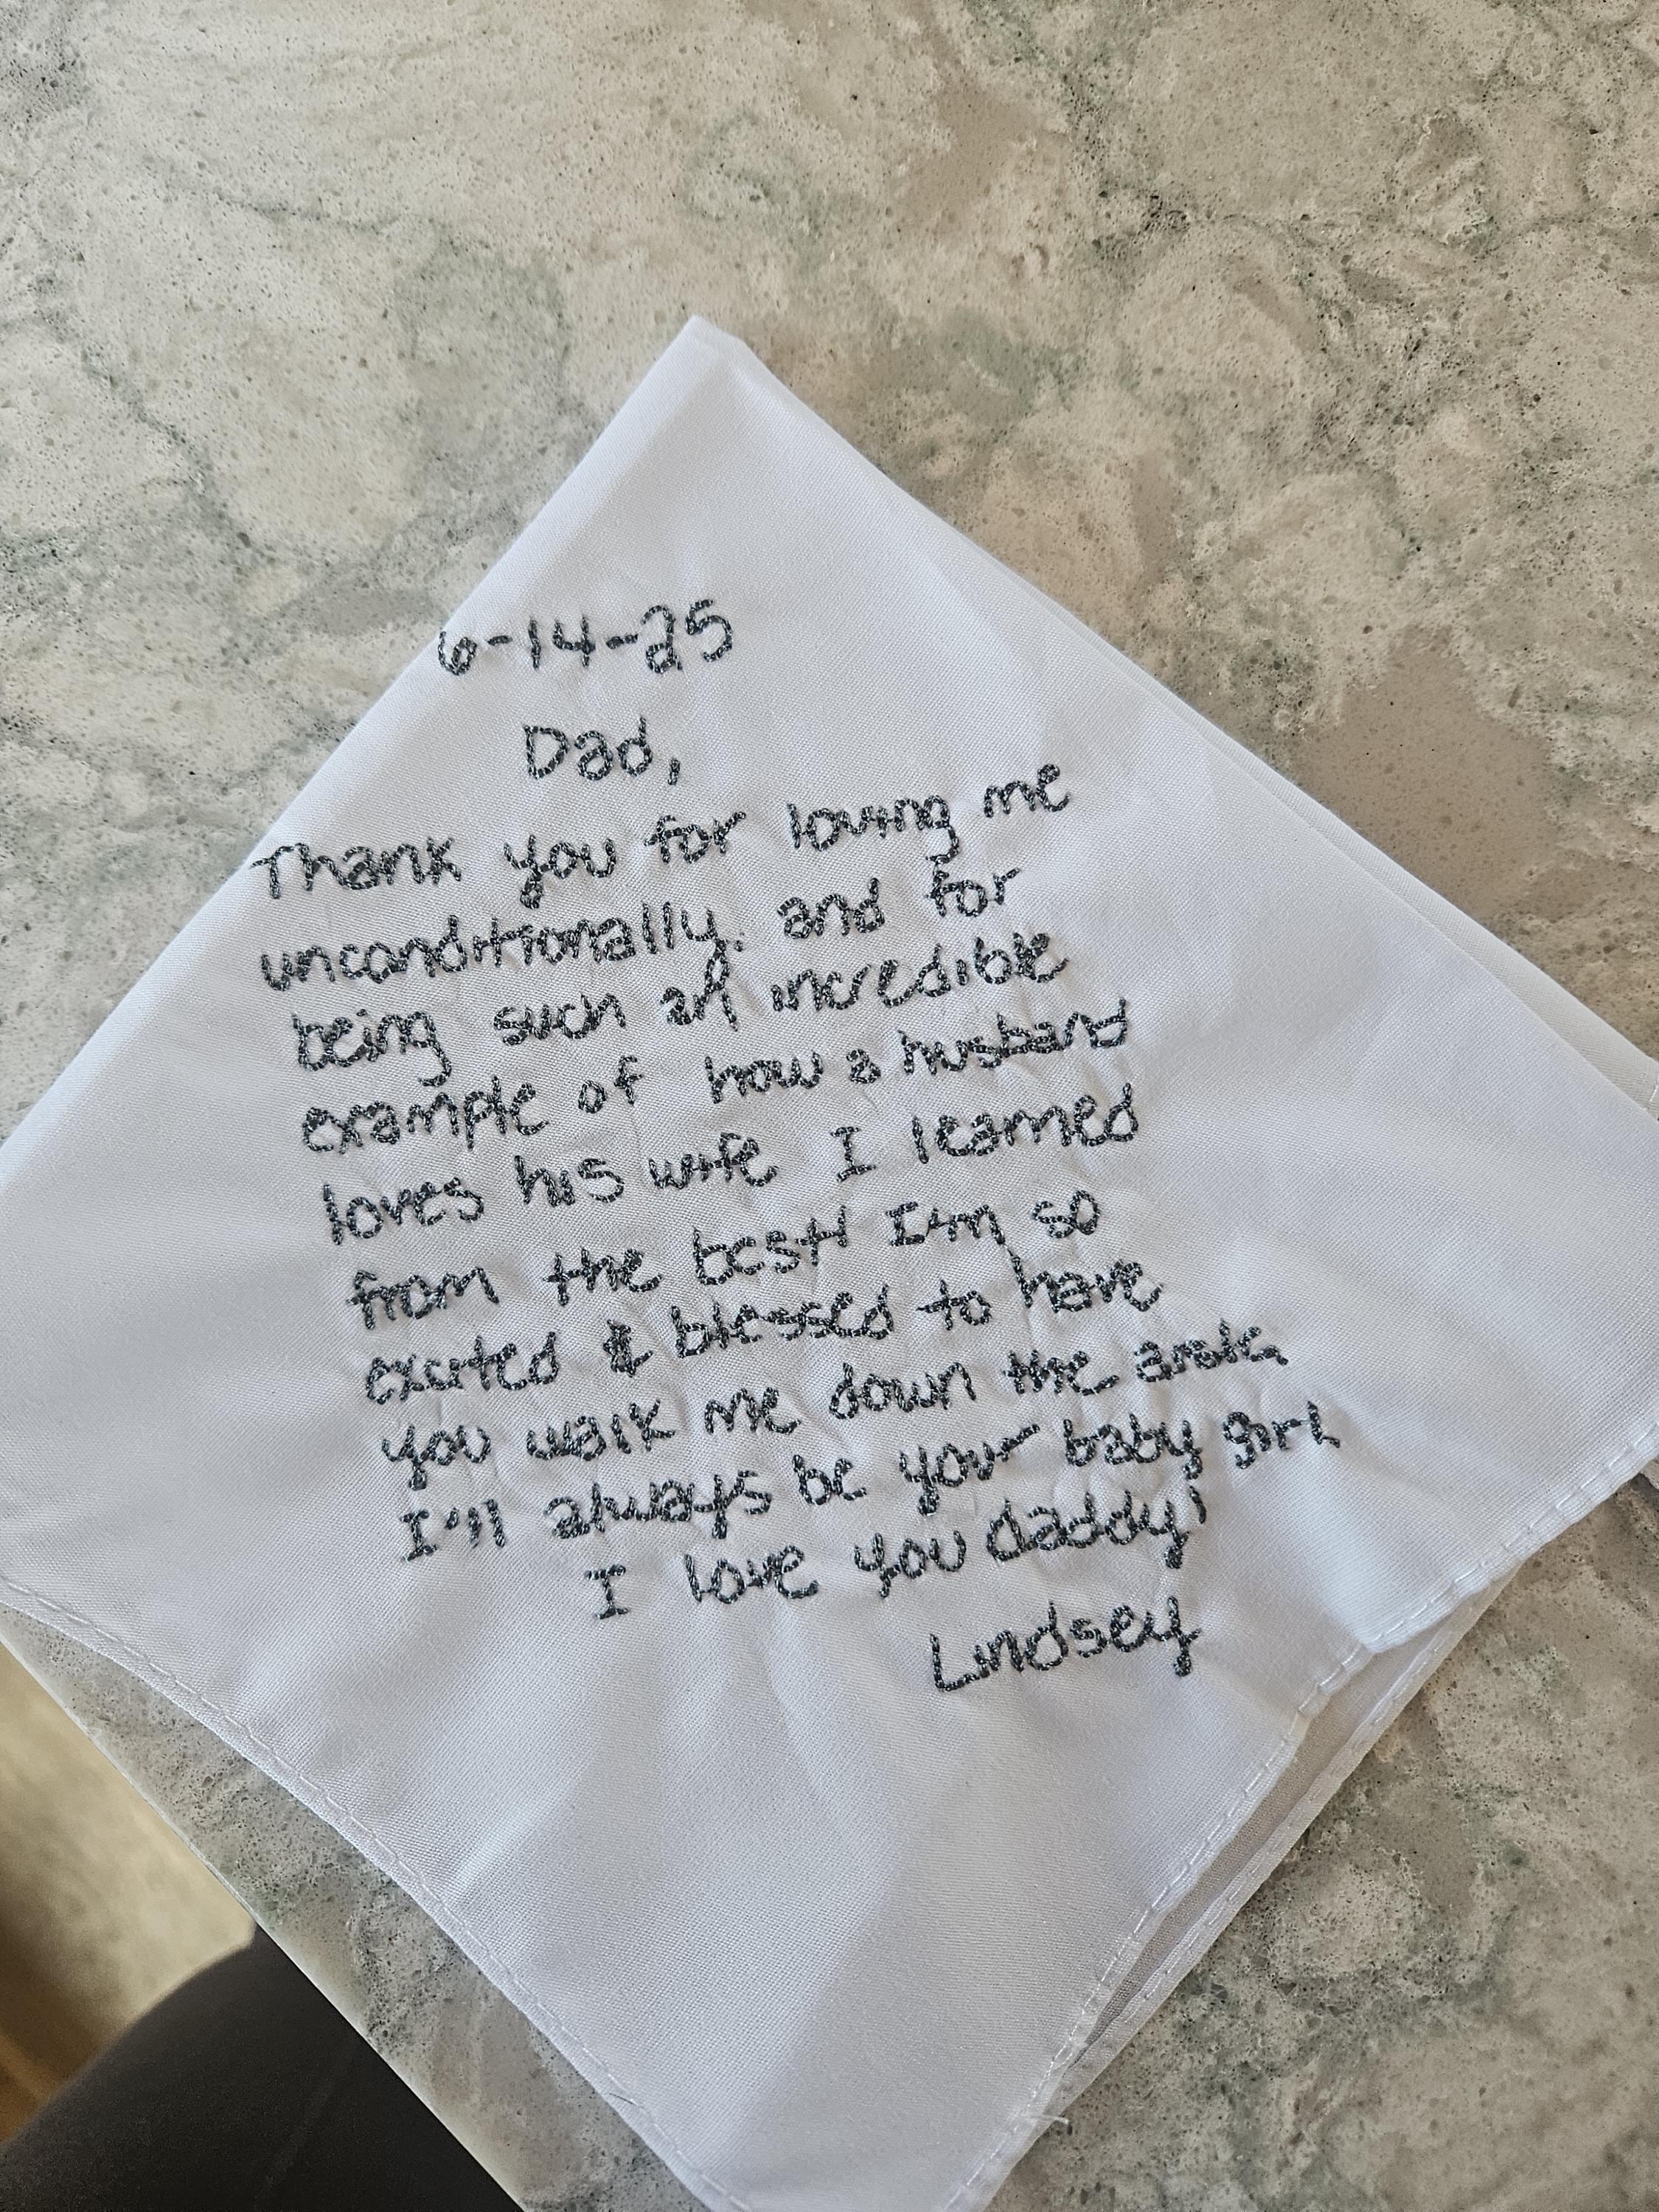 6-14-25
Dad,
Thank you for loving me
unconditionally. and for
being such an incredible
example of how a husband
loves his wife I learned
from the best! I'm so
excited & blessed to have
you walk me down the aisle,
I'll always be your baby girl
I love you daddy!
Lindsey